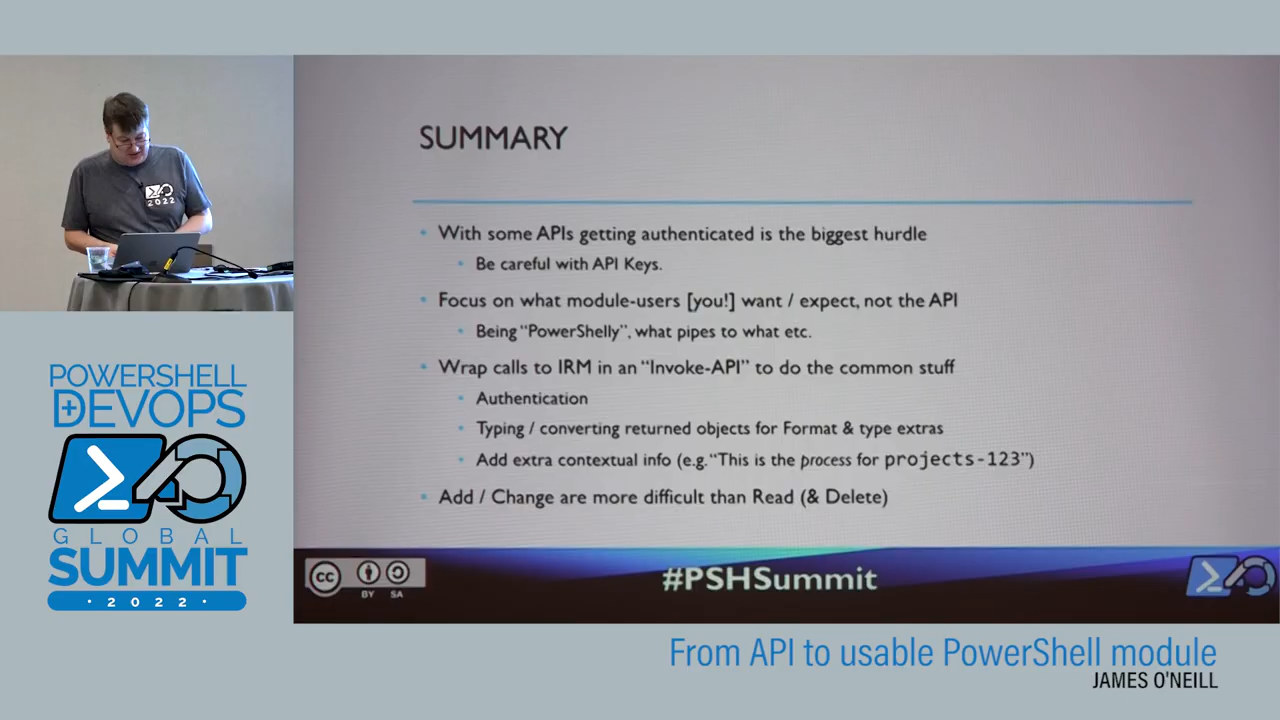 SUMMARY
With some APIs getting authenticated is the biggest hurdle
Be careful with API Keys.
Focus on what module-users [you!] want / expect, not the API
Being “PowerShelly”, what pipes to what etc.
Wrap calls to IRM in an “Invoke-API” to do the common stuff
Authentication
Typing / converting returned objects for Format & type extras
Add extra contextual info (e.g. “This is the process for projects-123”)
Add / Change are more difficult than Read (& Delete)
cc
BY SA
#PSHSummit
2022
POWERSHELL
+DEVOPS
GLOBAL
SUMMIT
· 2022 ·
From API to usable PowerShell module
JAMES O'NEILL